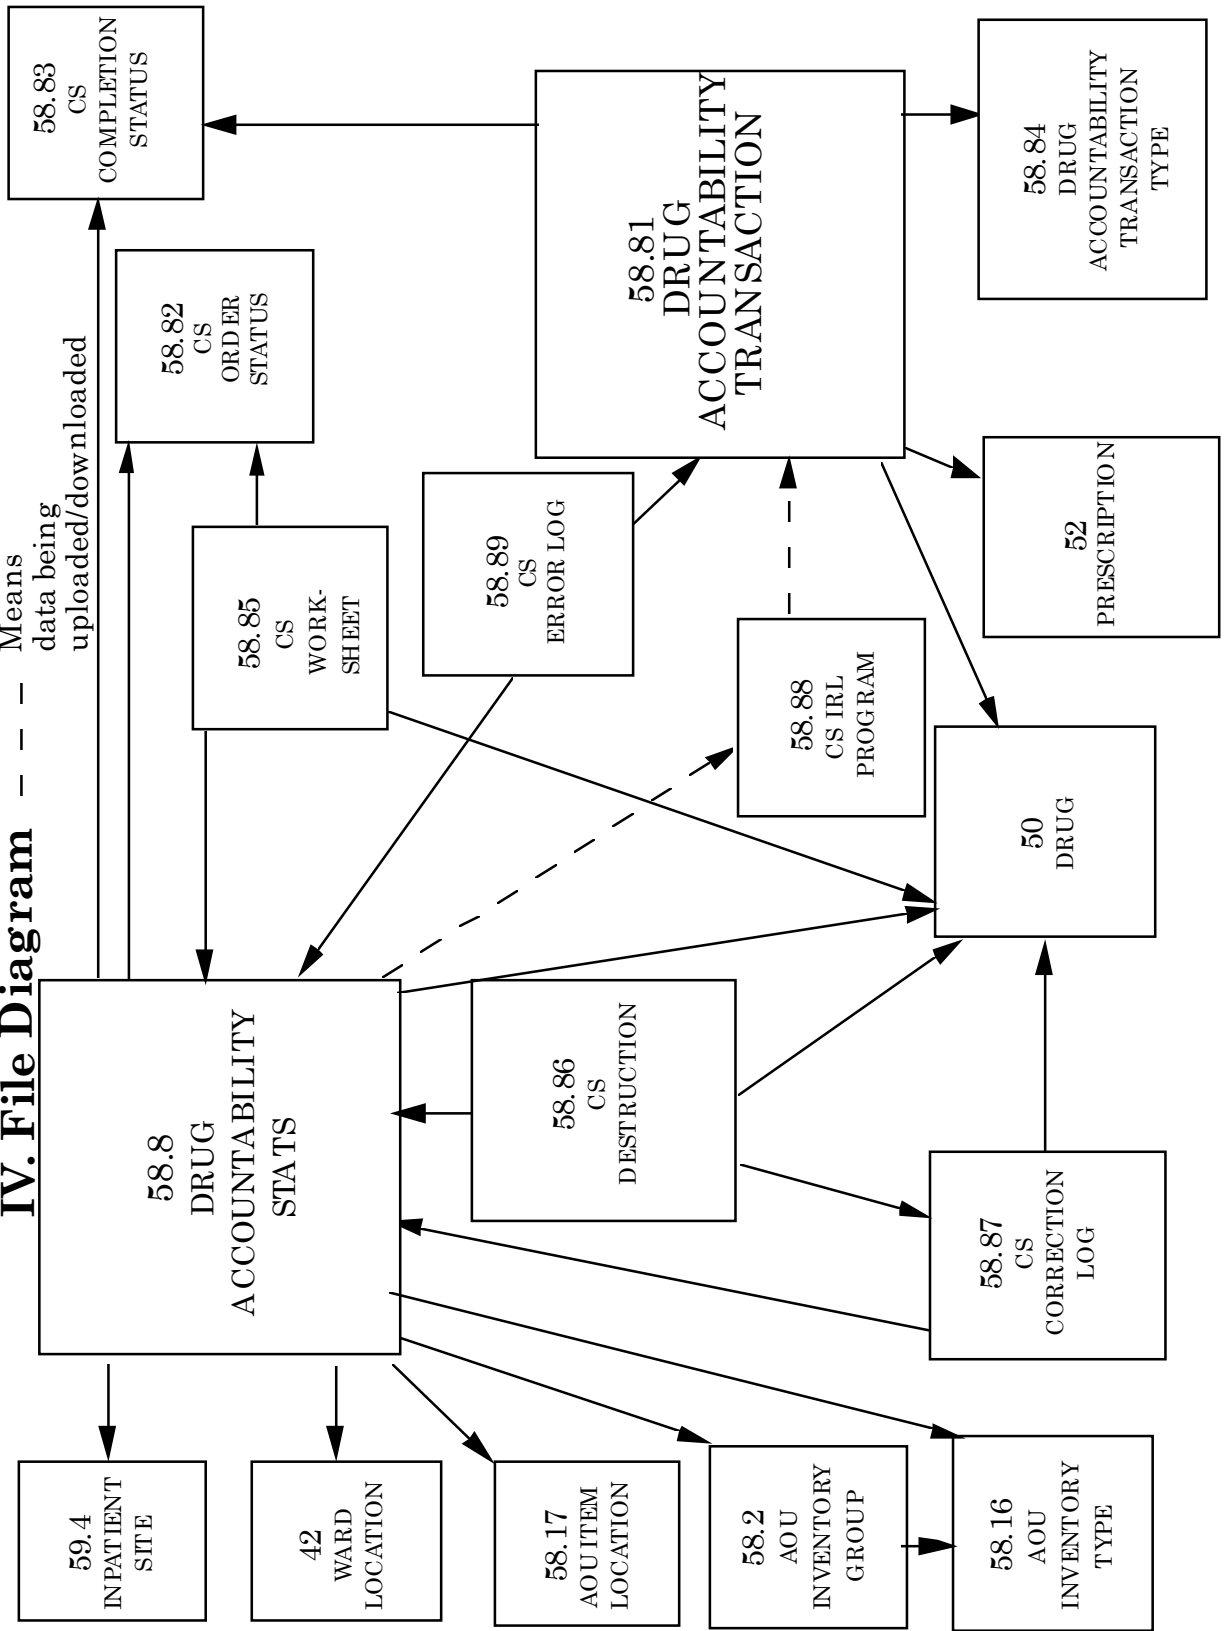 IV. File Diagram
Means
data being
uploaded/downloaded
59.4
INPATIENT
SITE
42
WARD
LOCATION
58.17
AOU ITEM
LOCATION
58.2
AOU
INVENTORY
GROUP
58.16
AOU
INVENTORY
TYPE
58.8
DRUG
ACCOUNTABILITY
STATS
58.86
CS
DESTRUCTION
58.87
CS
CORRECTION
LOG
58.85
CS
WORK-
SHEET
58.89
CS
ERROR LOG
58.88
CS IRL
PROGRAM
50
DRUG
58.83
CS
COMPLETION
STATUS
58.82
CS
ORDER
STATUS
58.81
DRUG
ACCOUNTABILITY
TRANSACTION
52
PRESCRIPTION
58.84
DRUG
ACCOUNTABILITY
TRANSACTION
TYPE